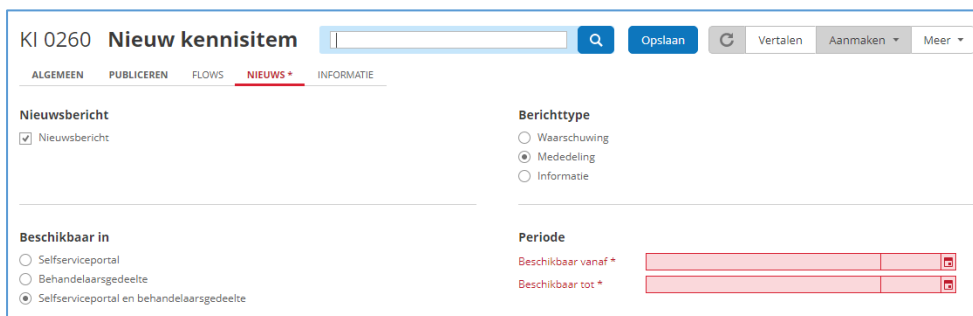 KI 0260 Nieuw kennisitem Opslaan Vertalen Aanmaken Meer
ALGEMEEN PUBLICEREN FLOWS NIEUWS * INFORMATIE
Nieuwsbericht
Nieuwsbericht
Berichttype
Waarschuwing
Mededeling
Informatie
Beschikbaar in
Selfserviceportal
Behandelaarsgedeelte
Selfserviceportal en behandelaarsgedeelte
Periode
Beschikbaar vanaf *
Beschikbaar tot *